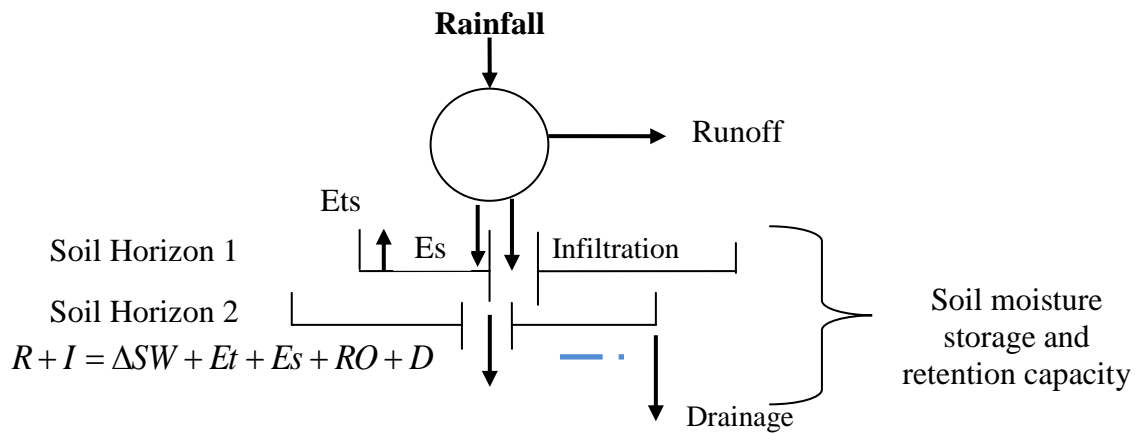 Rainfall
Runoff
Ets
Soil Horizon 1
Es
Infiltration
Soil Horizon 2
R + I = ΔSW + Et + Es + RO + D
Soil moisture
storage and
retention capacity
Drainage